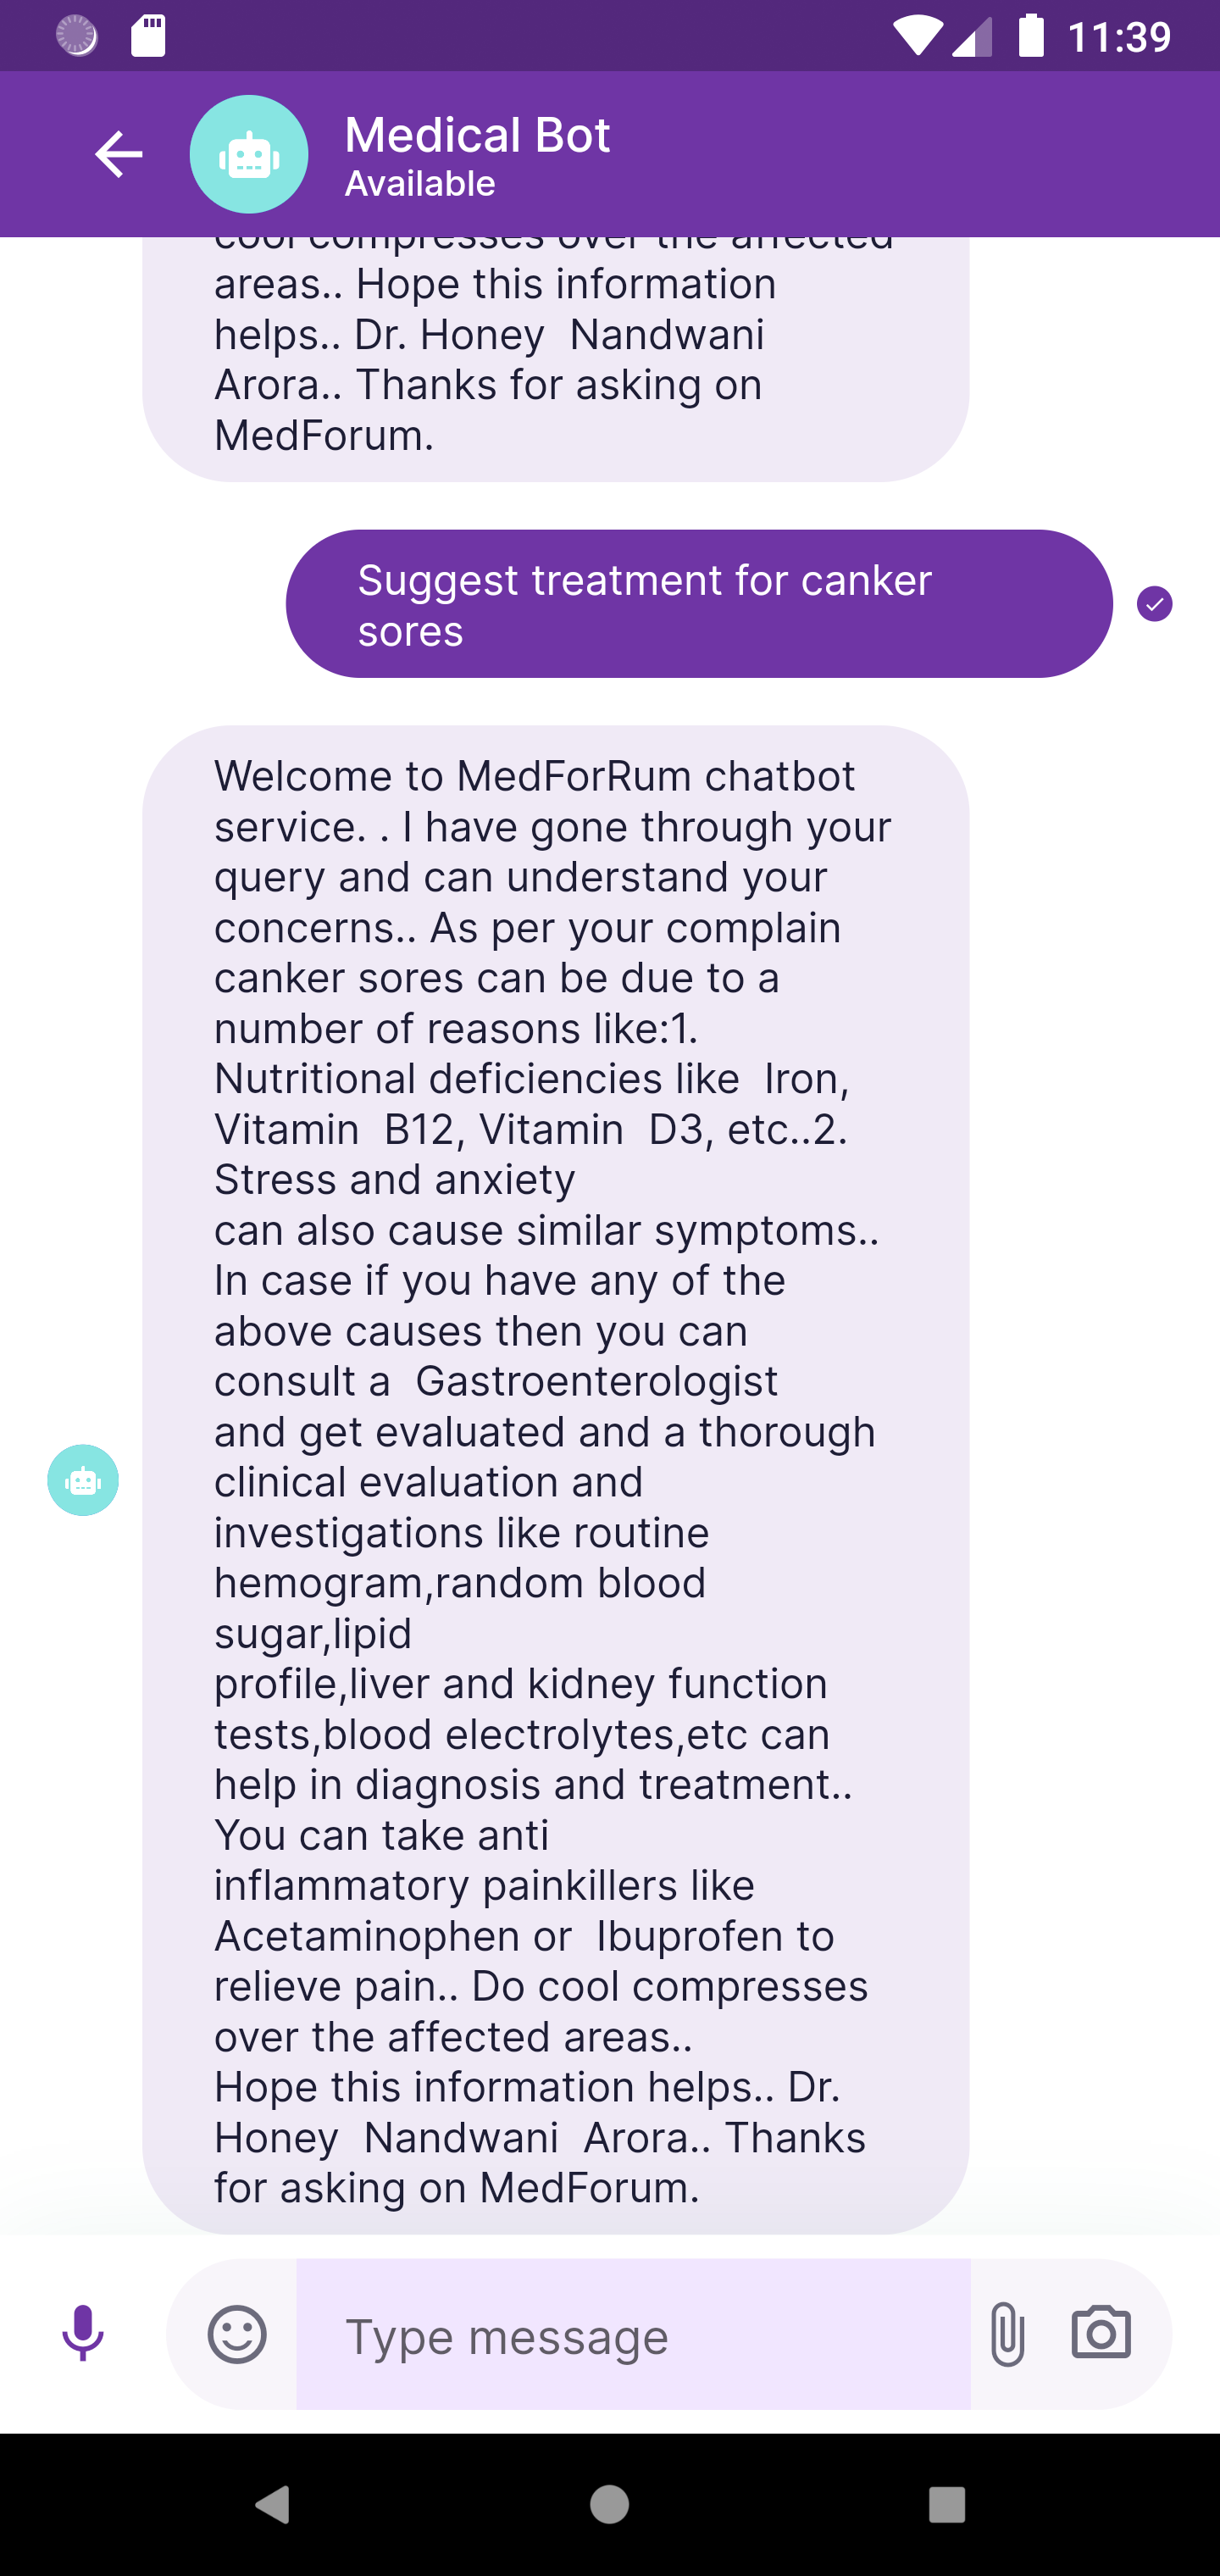 11:39
Medical Bot
Available
cool compresses over the affected
areas.. Hope this information
helps.. Dr. Honey  Nandwani
Arora.. Thanks for asking on
MedForum.
Suggest treatment for canker
sores
Welcome to MedForRum chatbot
service. . I have gone through your
query and can understand your
concerns.. As per your complain
canker sores can be due to a
number of reasons like:1.
Nutritional deficiencies like  Iron,
Vitamin  B12, Vitamin  D3, etc..2.
Stress and anxiety
can also cause similar symptoms..
In case if you have any of the
above causes then you can
consult a  Gastroenterologist
and get evaluated and a thorough
clinical evaluation and
investigations like routine
hemogram,random blood
sugar,lipid
profile,liver and kidney function
tests,blood electrolytes,etc can
help in diagnosis and treatment..
You can take anti
inflammatory painkillers like
Acetaminophen or  Ibuprofen to
relieve pain.. Do cool compresses
over the affected areas..
Hope this information helps.. Dr.
Honey  Nandwani  Arora.. Thanks
for asking on MedForum.
Type message